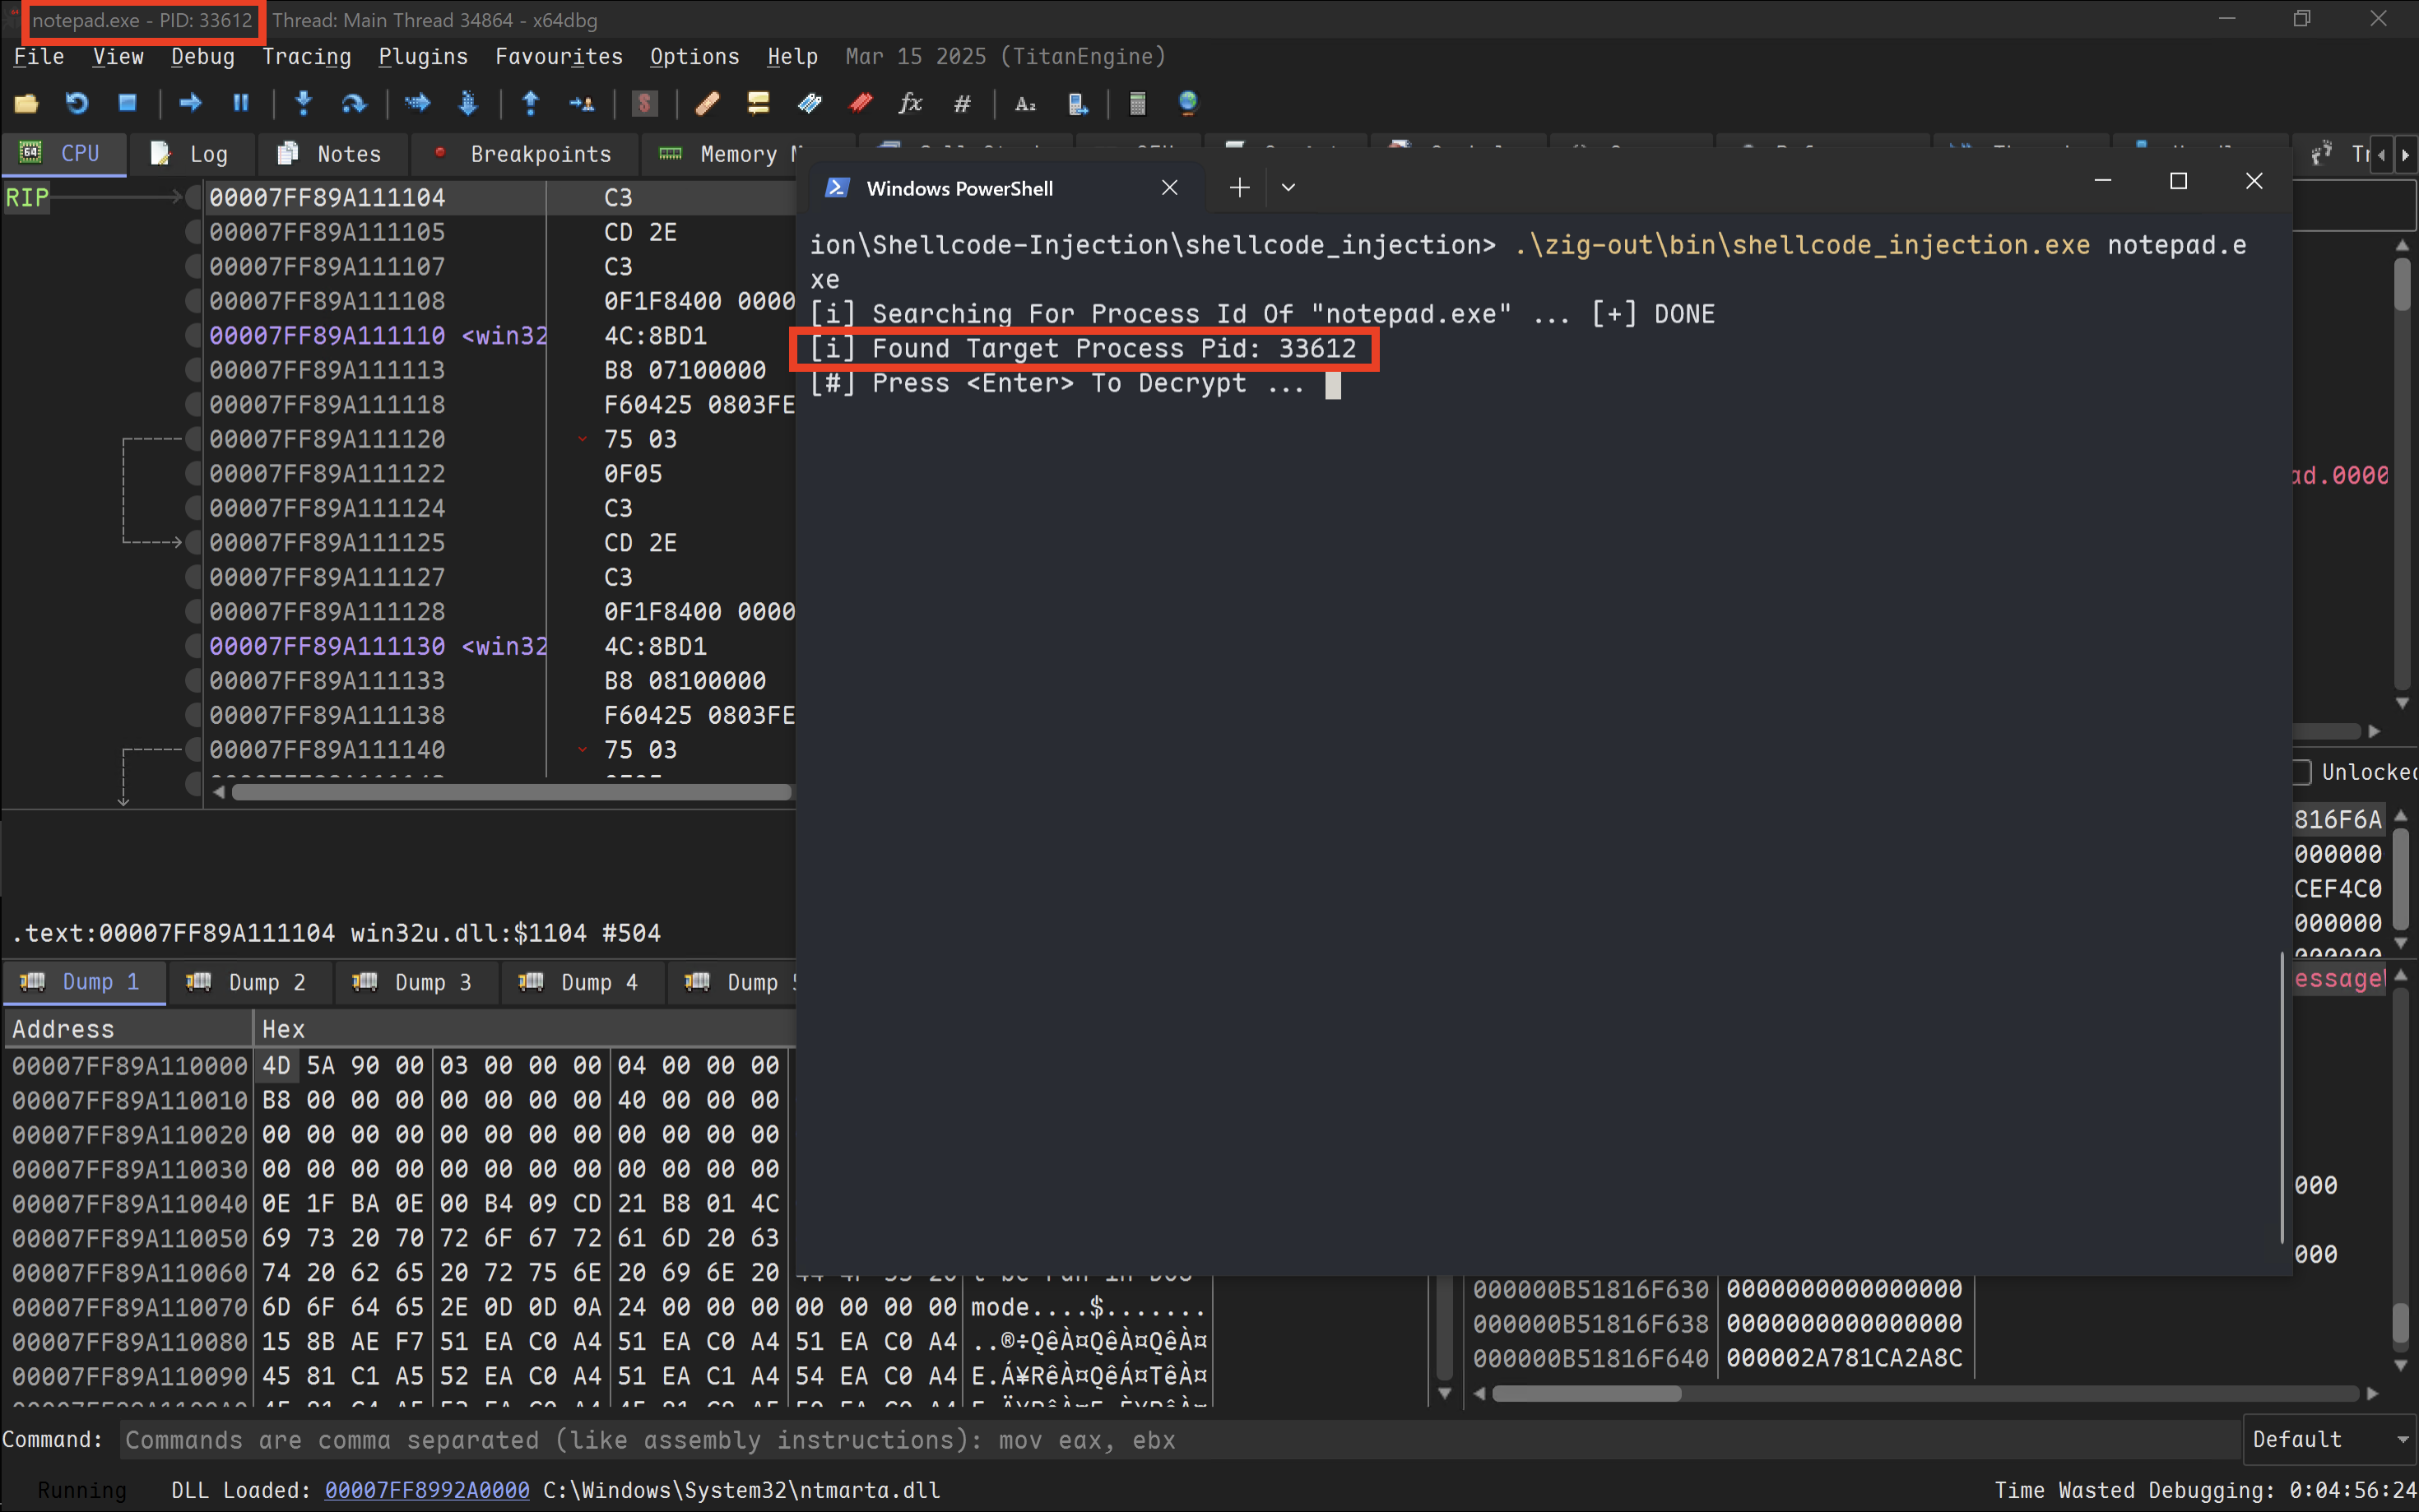 notepad.exe - PID: 33612 Thread: Main Thread 34864 - x64dbg
File View Debug Tracing Plugins Favourites Options Help Mar 15 2025 (TitanEngine)
CPU Log Notes Breakpoints Memory
Windows PowerShell
RIP
00007FF89A111104 C3
00007FF89A111105 CD 2E
00007FF89A111107 C3
00007FF89A111108 0F1F8400 0000
00007FF89A111110 <win32 4C:8BD1
00007FF89A111113 B8 07100000
00007FF89A111118 F60425 0803FE
00007FF89A111120 75 03
00007FF89A111122 0F05
00007FF89A111124 C3
00007FF89A111125 CD 2E
00007FF89A111127 C3
00007FF89A111128 0F1F8400 0000
00007FF89A111130 <win32 4C:8BD1
00007FF89A111133 B8 08100000
00007FF89A111138 F60425 0803FE
00007FF89A111140 75 03
ion\Shellcode-Injection\shellcode_injection> .\zig-out\bin\shellcode_injection.exe notepad.e
xe
[i] Searching For Process Id Of "notepad.exe" ... [+] DONE
[i] Found Target Process Pid: 33612
[#] Press <Enter> To Decrypt ...
ad.0000
Unlocked
816F6A
000000
CEF4C0
000000
essage
000
000
.text:00007FF89A111104 win32u.dll:$1104 #504
Dump 1 Dump 2 Dump 3 Dump 4 Dump
Address Hex
00007FF89A110000 4D 5A 90 00 03 00 00 00 04 00 00 00
00007FF89A110010 B8 00 00 00 00 00 00 00 40 00 00 00
00007FF89A110020 00 00 00 00 00 00 00 00 00 00 00 00
00007FF89A110030 00 00 00 00 00 00 00 00 00 00 00 00
00007FF89A110040 0E 1F BA 0E 00 B4 09 CD 21 B8 01 4C
00007FF89A110050 69 73 20 70 72 6F 67 72 61 6D 20 63
00007FF89A110060 74 20 62 65 20 72 75 6E 20 69 6E 20
00007FF89A110070 6D 6F 64 65 2E 0D 0D 0A 24 00 00 00 00 00 00 00 mode....$.......
00007FF89A110080 15 8B AE F7 51 EA C0 A4 51 EA C0 A4 51 EA C0 A4 ..®÷QêÀ¤QêÀ¤QêÀ¤
00007FF89A110090 45 81 C1 A5 52 EA C0 A4 51 EA C1 A4 54 EA C0 A4 E.Á¥RêÀ¤QêÁ¤TêÀ¤
000000B51816F630 0000000000000000
000000B51816F638 0000000000000000
000000B51816F640 000002A781CA2A8C
Command: Commands are comma separated (like assembly instructions): mov eax, ebx Default
Running DLL Loaded: 00007FF8992A0000 C:\Windows\System32\ntmarta.dll Time Wasted Debugging: 0:04:56:24